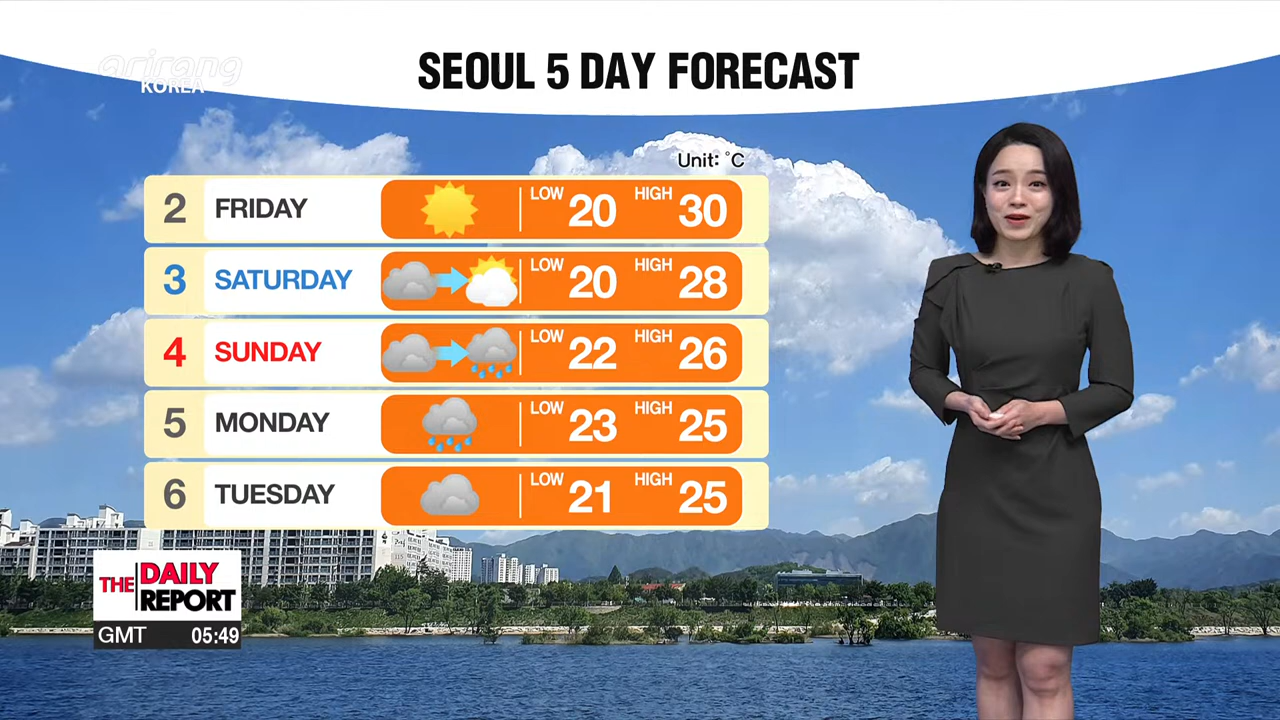 arirang
KOREA
SEOUL 5 DAY FORECAST
Unit: °C
2 FRIDAY LOW 20 HIGH 30
3 SATURDAY LOW 20 HIGH 28
4 SUNDAY LOW 22 HIGH 26
5 MONDAY LOW 23 HIGH 25
6 TUESDAY LOW 21 HIGH 25
THE DAILY REPORT
GMT 05:49